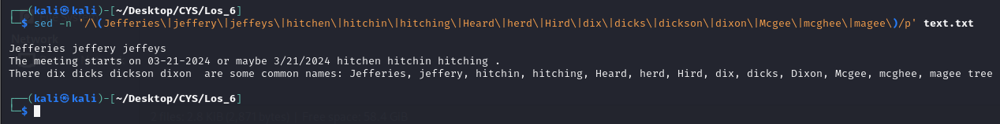 ┌──(kali㉿kali)-[~/Desktop/CYS/Los_6]
└─$ sed -n '/\(Jefferies\|jeffery\|jeffeys\|hitchen\|hitchin\|hitching\|Heard\|herd\|Hird\|dix\|dicks\|dickson\|dixon\|Mcgee\|mcghee\|magee\)/p' text.txt
Jefferies jeffery jeffeys
The meeting starts on 03-21-2024 or maybe 3/21/2024 hitchen hitchin hitching .
There dix dicks dickson dixon  are some common names: Jefferies, jeffery, hitchin, hitching, Heard, herd, Hird, dix, dicks, Dixon, Mcgee, mcghee, magee tree
┌──(kali㉿kali)-[~/Desktop/CYS/Los_6]
└─$